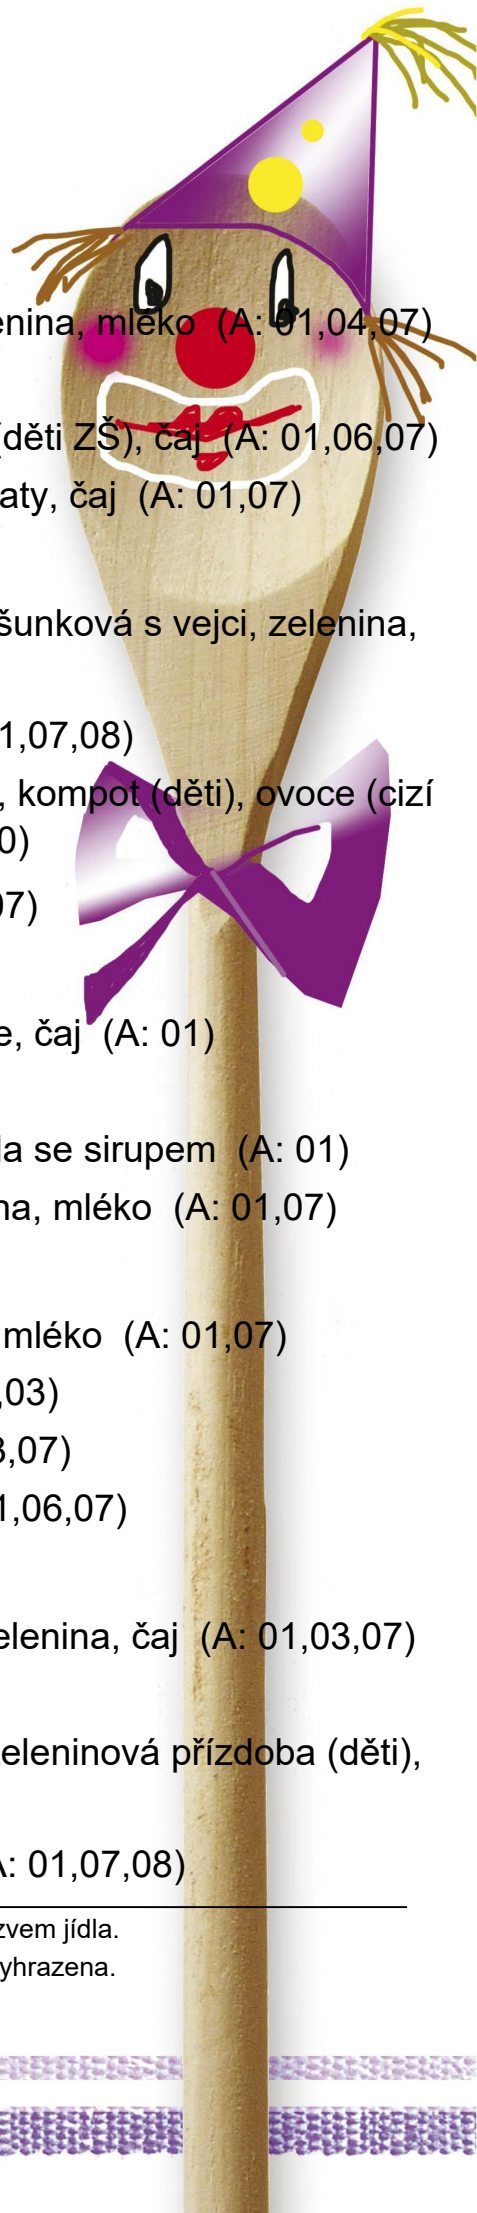 enina, mléko (A: 01,04,07)
(děti ZŠ), čaj (A: 01,06,07)
aty, čaj (A: 01,07)
šunková s vejci, zelenina,
1,07,08)
, kompot (děti), ovoce (cizí
0)
07)
e, čaj (A: 01)
la se sirupem (A: 01)
na, mléko (A: 01,07)
mléko (A: 01,07)
,03)
3,07)
1,06,07)
elenina, čaj (A: 01,03,07)
zeleninová přízdoba (děti),
A: 01,07,08)
zvem jídla.
yhrazena.